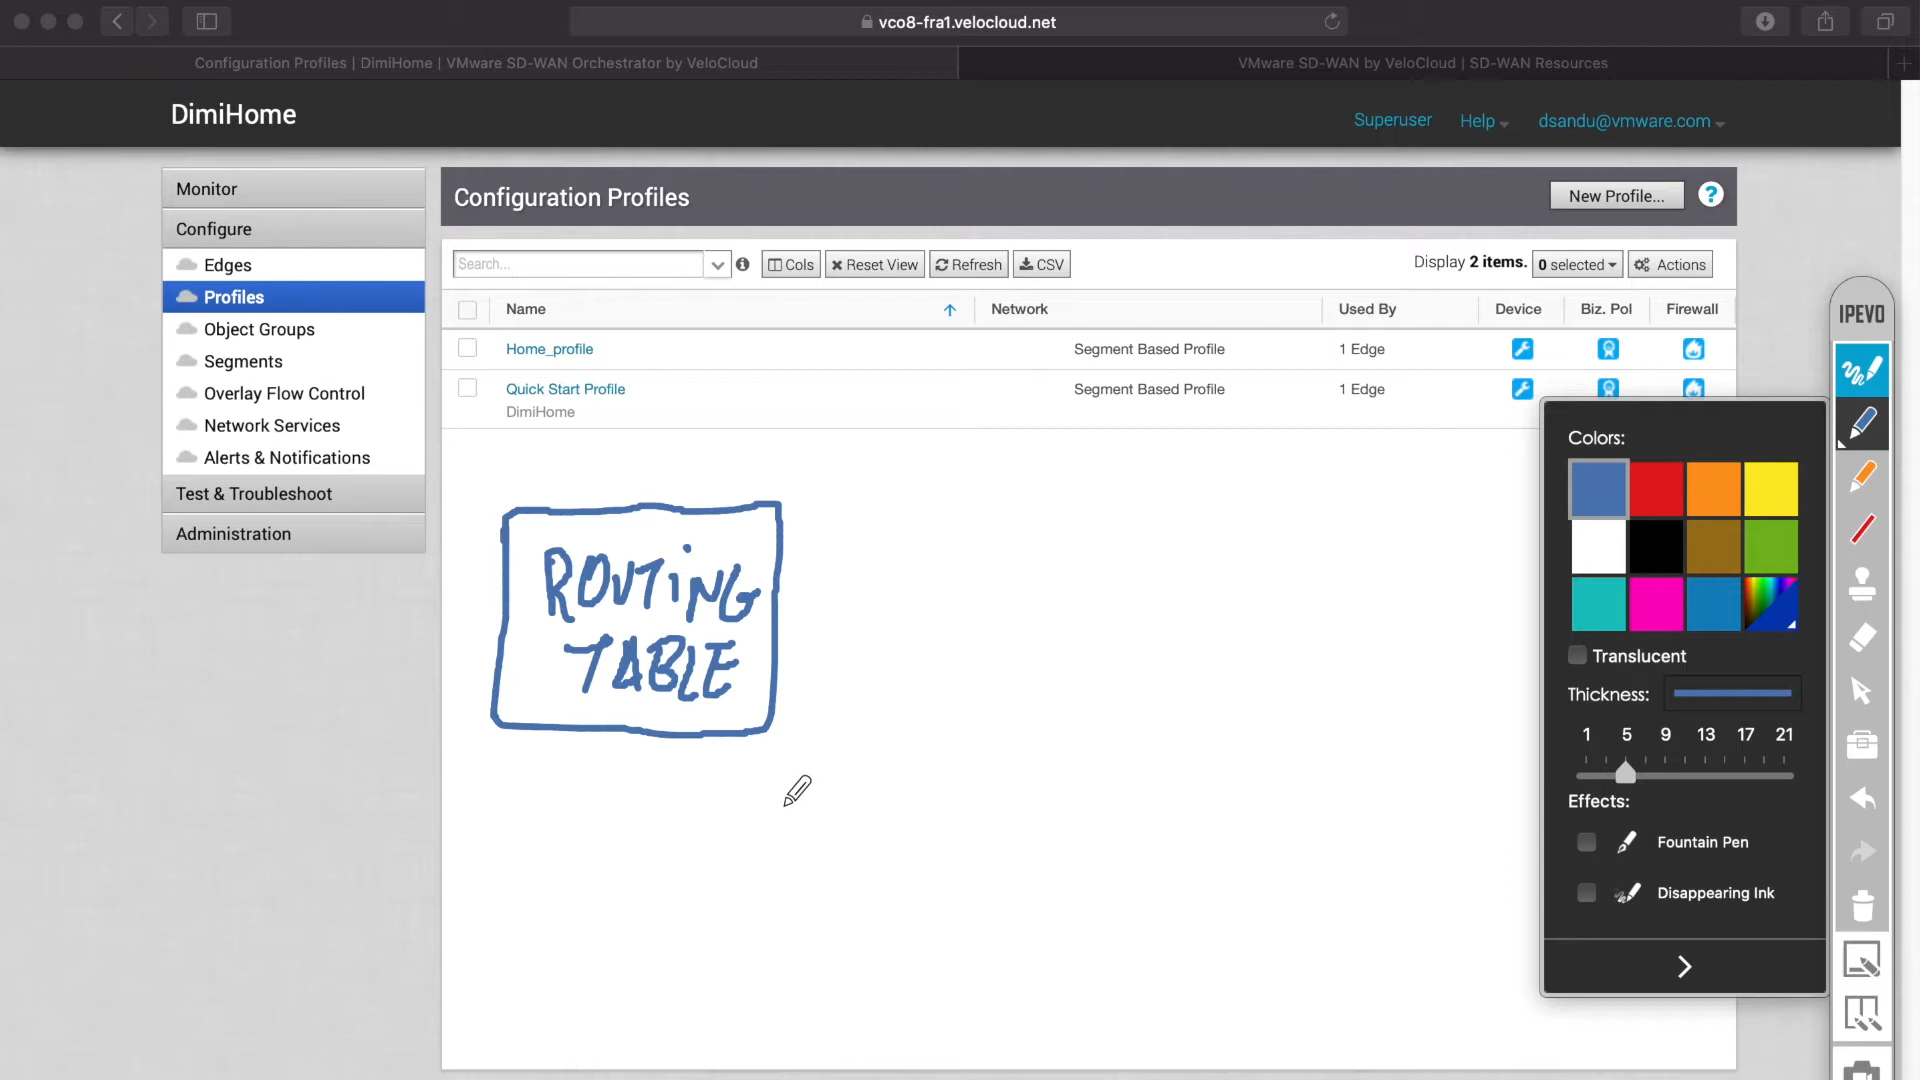 vco8-fra1.velocloud.net
Configuration Profiles | DimiHome | VMware SD-WAN Orchestrator by VeloCloud
VMware SD-WAN by VeloCloud | SD-WAN Resources
DimiHome
Superuser
Help
dsandu@vmware.com
Monitor
Configure
Edges
Profiles
Object Groups
Segments
Overlay Flow Control
Network Services
Alerts & Notifications
Test & Troubleshoot
Administration
Configuration Profiles
New Profile...
?
Search...
Cols
Reset View
Refresh
CSV
Display 2 items.
0 selected
Actions
Name Network Used By Device Biz. Pol Firewall
Home_profile Segment Based Profile 1 Edge
Quick Start Profile Segment Based Profile 1 Edge
DimiHome
ROUTING
TABLE
IPEVO
Colors:
Translucent
Thickness:
1 5 9 13 17 21
Effects:
Fountain Pen
Disappearing Ink